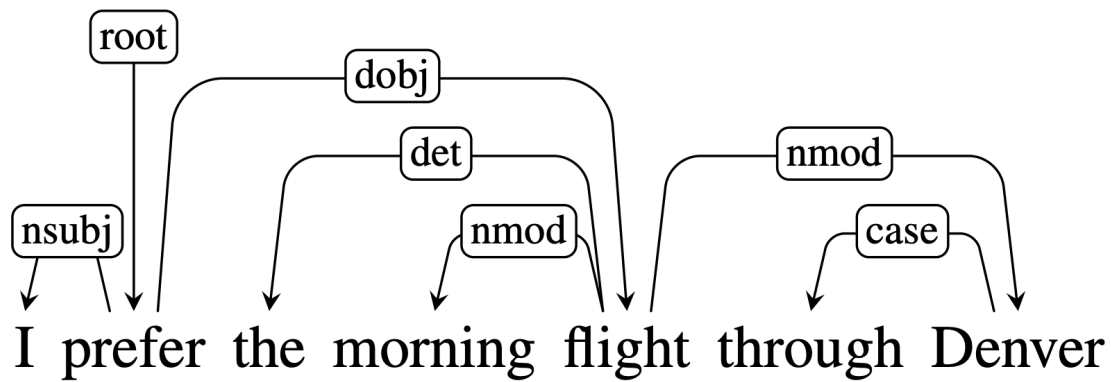 root
dobj
det
nmod
nsubj
nmod
case
I prefer the morning flight through Denver